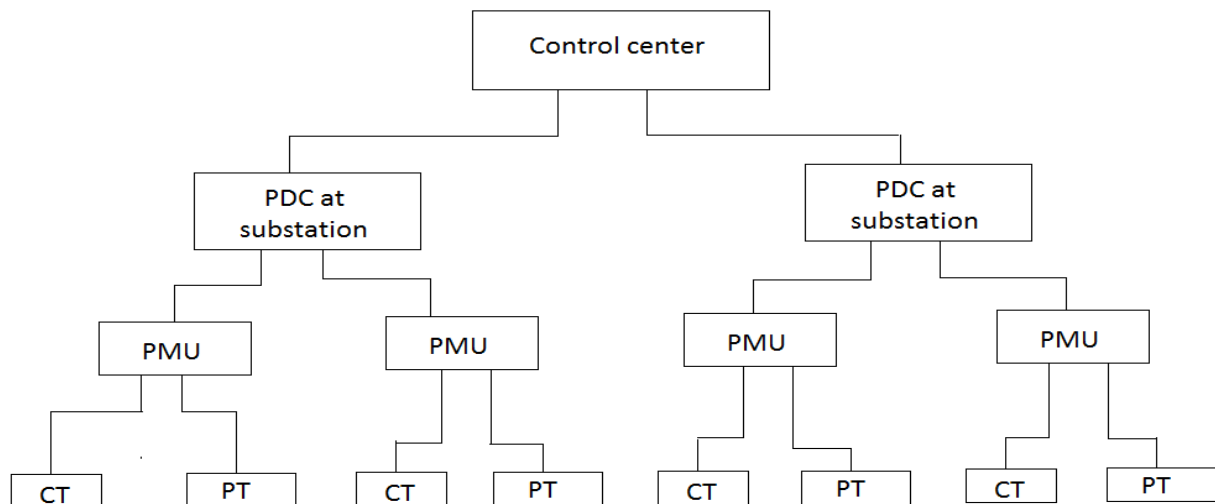 Control center
PDC at
substation
PDC at
substation
PMU
PMU
PMU
PMU
CT
PT
CT
PT
CT
PT
CT
PT